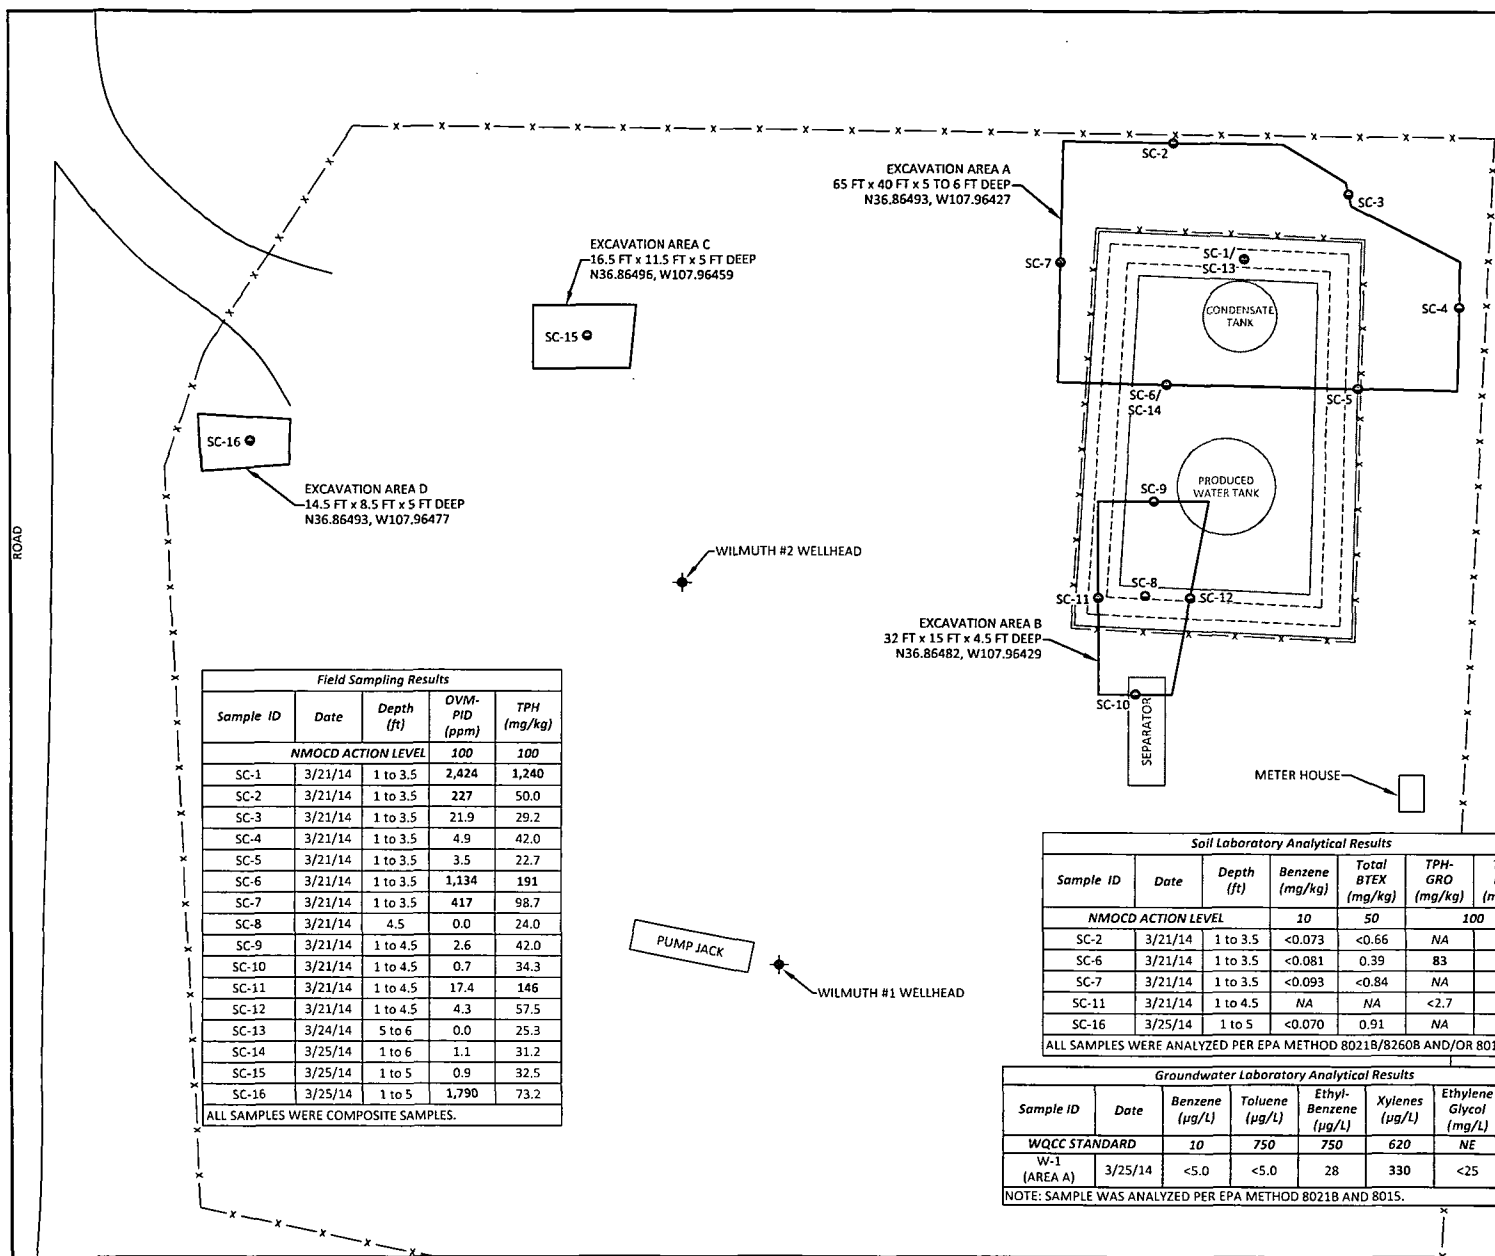 SC-2
EXCAVATION AREA A
65 FT x 40 FT x 5 TO 6 FT DEEP
N36.86493, W107.96427
SC-3
EXCAVATION AREA C
16.5 FT x 11.5 FT x 5 FT DEEP
N36.86496, W107.96459
SC-7
SC-1/
SC-13
CONDENSATE
TANK
SC-4
SC-15
SC-6/
SC-14
SC-5
SC-16
EXCAVATION AREA D
14.5 FT x 8.5 FT x 5 FT DEEP
N36.86493, W107.96477
SC-9
PRODUCED
WATER TANK
ROAD
WILMUTH #2 WELLHEAD
SC-8
SC-11
SC-12
EXCAVATION AREA B
32 FT x 15 FT x 4.5 FT DEEP
N36.86482, W107.96429
SC-10
SEPARATOR
METER HOUSE
PUMP JACK
WILMUTH #1 WELLHEAD
Field Sampling Results
Sample ID Date Depth (ft) OVM-PID (ppm) TPH (mg/kg)
NMOCD ACTION LEVEL 100 100
SC-1 3/21/14 1 to 3.5 2,424 1,240
SC-2 3/21/14 1 to 3.5 227 50.0
SC-3 3/21/14 1 to 3.5 21.9 29.2
SC-4 3/21/14 1 to 3.5 4.9 42.0
SC-5 3/21/14 1 to 3.5 3.5 22.7
SC-6 3/21/14 1 to 3.5 1,134 191
SC-7 3/21/14 1 to 3.5 417 98.7
SC-8 3/21/14 4.5 0.0 24.0
SC-9 3/21/14 1 to 4.5 2.6 42.0
SC-10 3/21/14 1 to 4.5 0.7 34.3
SC-11 3/21/14 1 to 4.5 17.4 146
SC-12 3/21/14 1 to 4.5 4.3 57.5
SC-13 3/24/14 5 to 6 0.0 25.3
SC-14 3/25/14 1 to 6 1.1 31.2
SC-15 3/25/14 1 to 5 0.9 32.5
SC-16 3/25/14 1 to 5 1,790 73.2
ALL SAMPLES WERE COMPOSITE SAMPLES.
Soil Laboratory Analytical Results
Sample ID Date Depth (ft) Benzene (mg/kg) Total BTEX (mg/kg) TPH-GRO (mg/kg)
NMOCD ACTION LEVEL 10 50 100
SC-2 3/21/14 1 to 3.5 <0.073 <0.66 NA
SC-6 3/21/14 1 to 3.5 <0.081 0.39 83
SC-7 3/21/14 1 to 3.5 <0.093 <0.84 NA
SC-11 3/21/14 1 to 4.5 NA NA <2.7
SC-16 3/25/14 1 to 5 <0.070 0.91 NA
ALL SAMPLES WERE ANALYZED PER EPA METHOD 8021B/8260B AND/OR 801
Groundwater Laboratory Analytical Results
Sample ID Date Benzene (µg/L) Toluene (µg/L) Ethyl-Benzene (µg/L) Xylenes (µg/L) Ethylene Glycol (mg/L)
WQCC STANDARD 10 750 750 620 NE
W-1 (AREA A) 3/25/14 <5.0 <5.0 28 330 <25
NOTE: SAMPLE WAS ANALYZED PER EPA METHOD 8021B AND 8015.